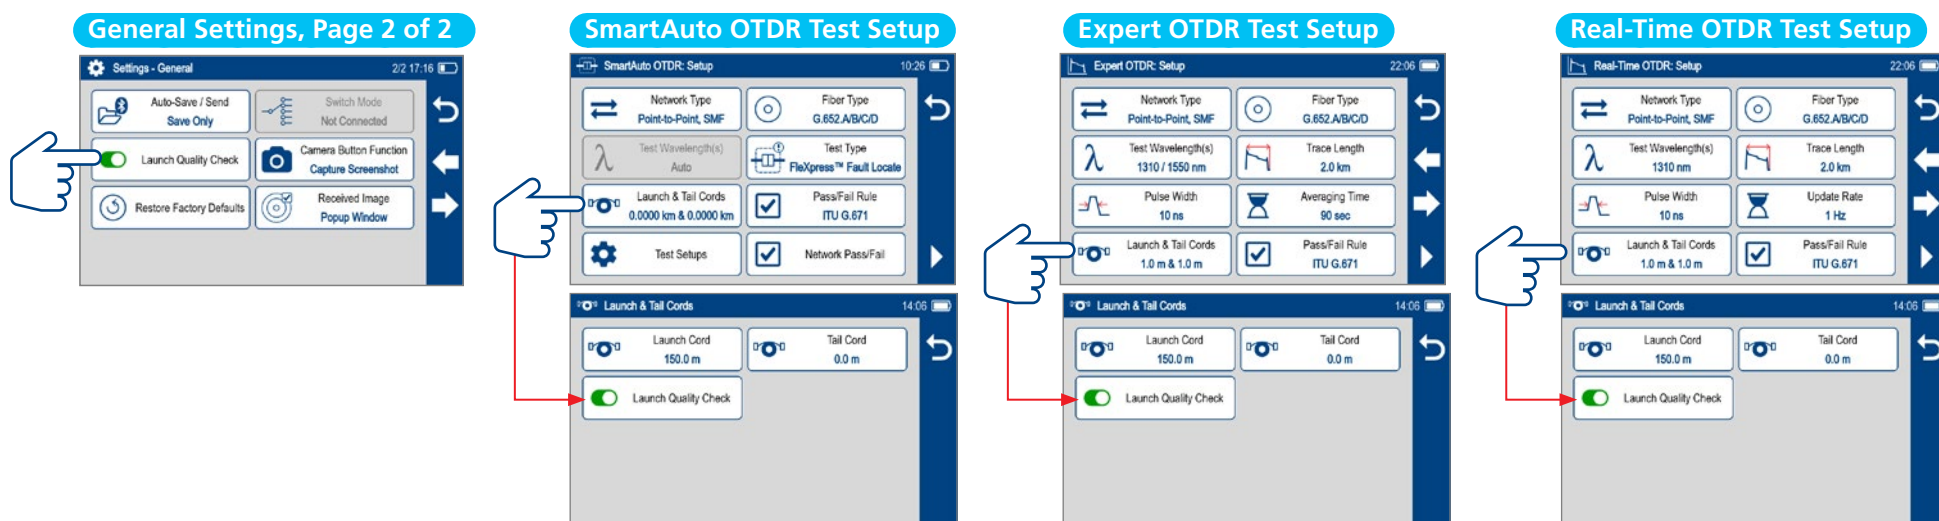 General Settings, Page 2 of 2
Settings - General
2/2 17:16
Auto-Save / Send
Save Only
Switch Mode
Not Connected
Launch Quality Check
Camera Button Function
Capture Screenshot
Restore Factory Defaults
Received Image
Popup Window
SmartAuto OTDR Test Setup
SmartAuto OTDR: Setup
10:26
Network Type
Point-to-Point, SMF
Fiber Type
G.652.A/B/C/D
Test Wavelength(s)
Auto
Test Type
FleXpress™ Fault Locate
Launch & Tail Cords
0.0000 km & 0.0000 km
Pass/Fail Rule
ITU G.671
Test Setups
Network Pass/Fail
Launch & Tail Cords
14:06
Launch Cord
150.0 m
Tail Cord
0.0 m
Launch Quality Check
Expert OTDR Test Setup
Expert OTDR: Setup
22:06
Network Type
Point-to-Point, SMF
Fiber Type
G.652.A/B/C/D
Test Wavelength(s)
1310 / 1550 nm
Trace Length
2.0 km
Pulse Width
10 ns
Averaging Time
90 sec
Launch & Tail Cords
1.0 m & 1.0 m
Pass/Fail Rule
ITU G.671
Launch & Tail Cords
14:06
Launch Cord
150.0 m
Tail Cord
0.0 m
Launch Quality Check
Real-Time OTDR Test Setup
Real-Time OTDR: Setup
22:06
Network Type
Point-to-Point, SMF
Fiber Type
G.652.A/B/C/D
Test Wavelength(s)
1310 nm
Trace Length
2.0 km
Pulse Width
10 ns
Update Rate
1 Hz
Launch & Tail Cords
1.0 m & 1.0 m
Pass/Fail Rule
ITU G.671
Launch & Tail Cords
14:06
Launch Cord
150.0 m
Tail Cord
0.0 m
Launch Quality Check